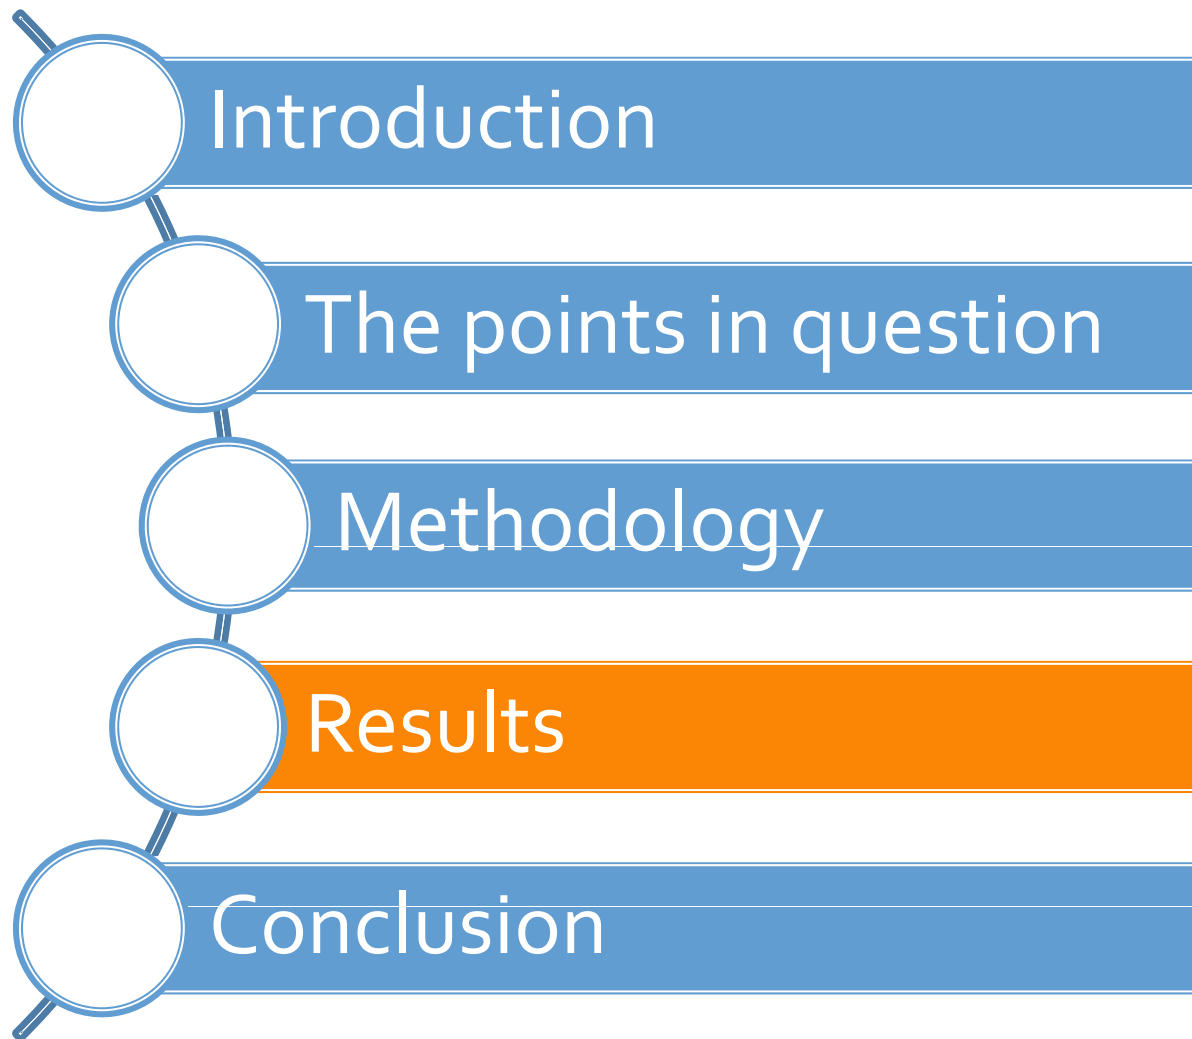 Introduction
The points in question
Methodology
Results
Conclusion